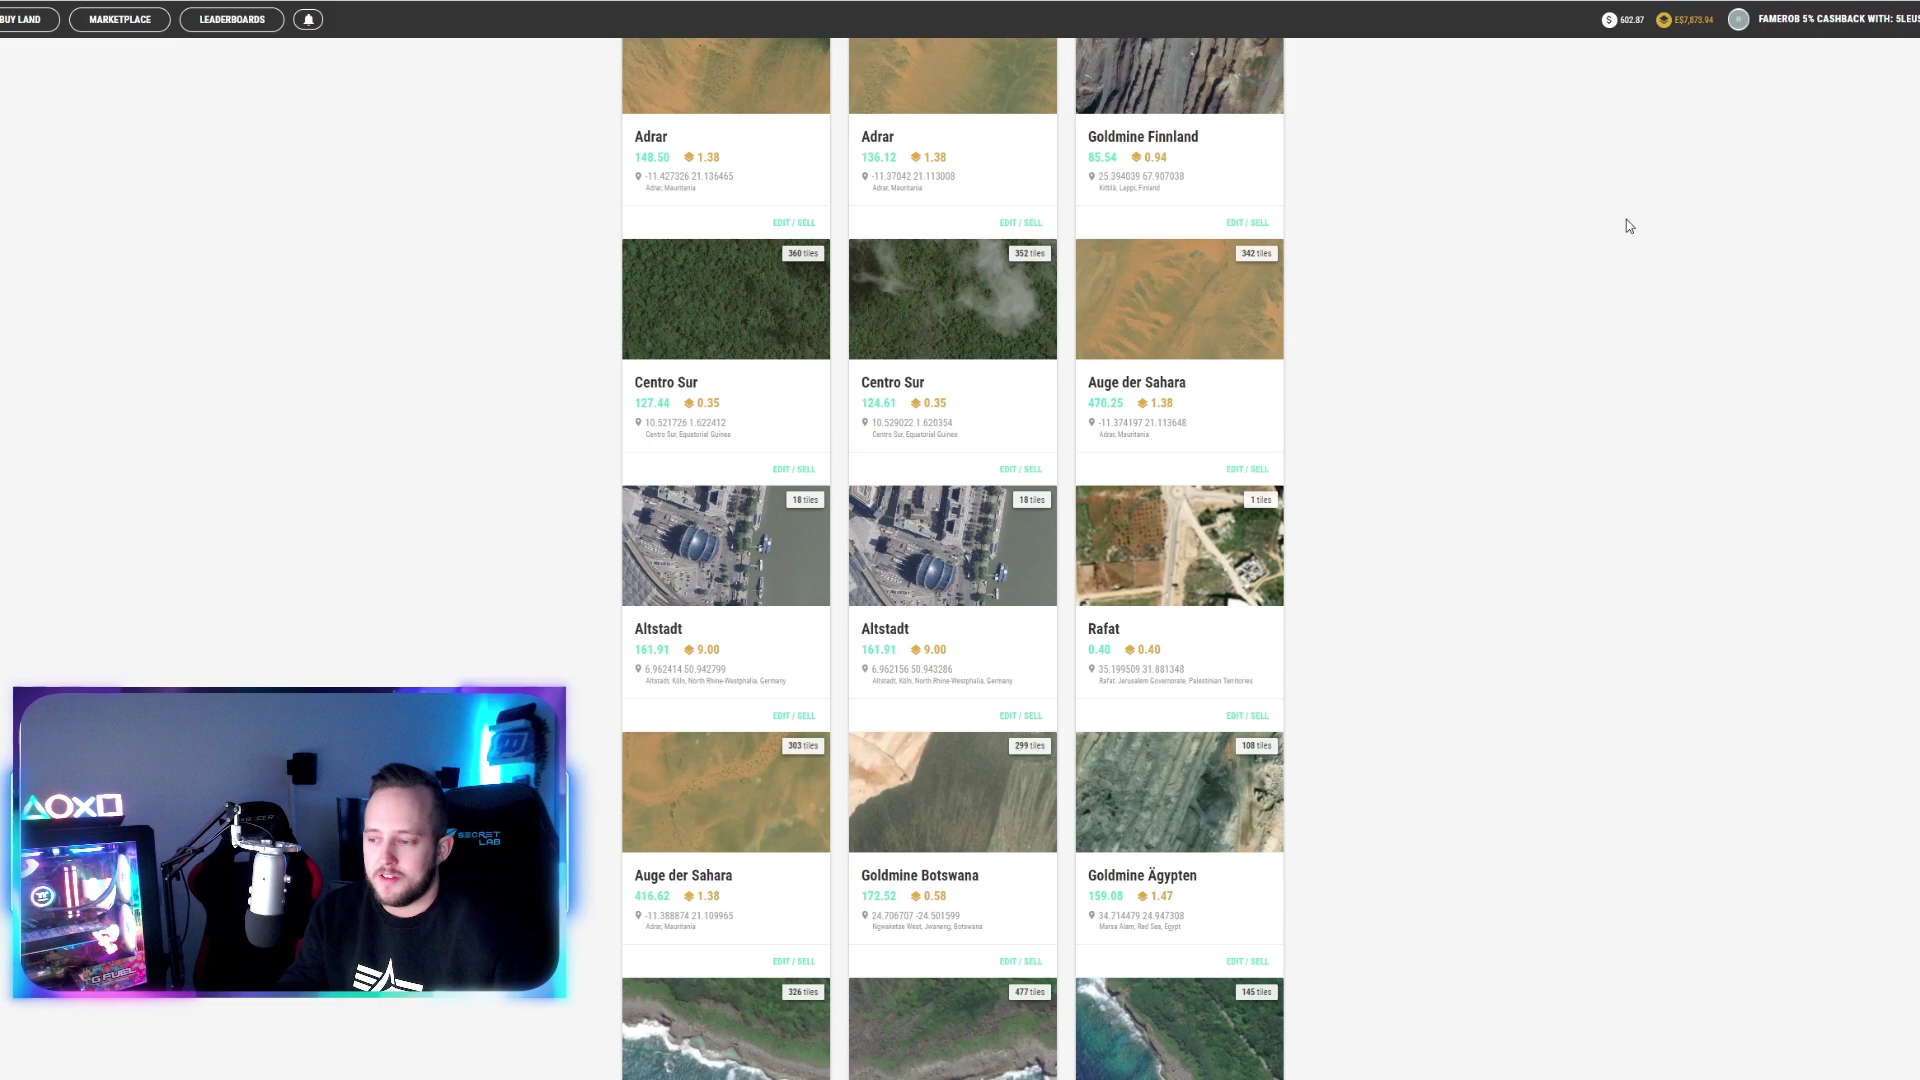 BUY LAND
MARKETPLACE
LEADERBOARDS
602.87
E$7,873.94
FAMEROB 5% CASHBACK WITH: 5LEUS
Adrar
148.50 1.38
-11.427326 21.136465
Adrar, Mauritania
EDIT / SELL
Adrar
136.12 1.38
-11.37042 21.113008
Adrar, Mauritania
EDIT / SELL
Goldmine Finnland
85.54 0.94
25.394039 67.907038
Kittilä, Lappi, Finland
EDIT / SELL
360 tiles
Centro Sur
127.44 0.35
10.521726 1.622412
Centro Sur, Equatorial Guinea
EDIT / SELL
352 tiles
Centro Sur
124.61 0.35
10.529022 1.620354
Centro Sur, Equatorial Guinea
EDIT / SELL
342 tiles
Auge der Sahara
470.25 1.38
-11.374197 21.113648
Adrar, Mauritania
EDIT / SELL
18 tiles
Altstadt
161.91 9.00
6.962414 50.942799
Altstadt, Köln, North Rhine-Westphalia, Germany
EDIT / SELL
18 tiles
Altstadt
161.91 9.00
6.962156 50.943286
Altstadt, Köln, North Rhine-Westphalia, Germany
EDIT / SELL
1 tiles
Rafat
0.40 0.40
35.199509 31.881348
Rafat, Jerusalem Governorate, Palestinian Territories
EDIT / SELL
303 tiles
Auge der Sahara
416.62 1.38
-11.388874 21.109965
Adrar, Mauritania
EDIT / SELL
299 tiles
Goldmine Botswana
172.52 0.58
24.706707 -24.501599
Ngwaketse West, Jwaneng, Botswana
EDIT / SELL
108 tiles
Goldmine Ägypten
159.08 1.47
34.714479 24.947308
Marsa Alam, Red Sea, Egypt
EDIT / SELL
326 tiles
477 tiles
145 tiles
SECRET
LAB
G FUEL